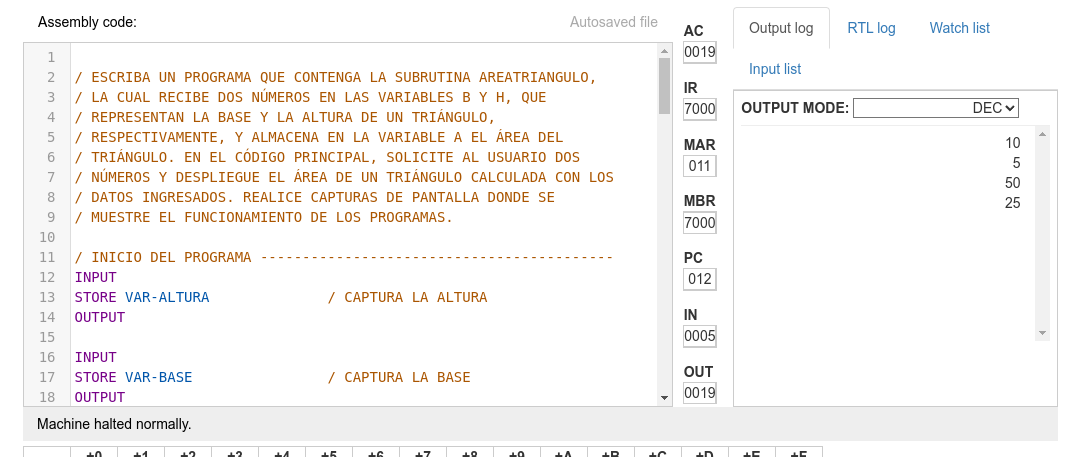 Assembly code:
Autosaved file
1
2 / ESCRIBA UN PROGRAMA QUE CONTENGA LA SUBRUTINA AREATRIANGULO,
3 / LA CUAL RECIBE DOS NÚMEROS EN LAS VARIABLES B Y H, QUE
4 / REPRESENTAN LA BASE Y LA ALTURA DE UN TRIÁNGULO,
5 / RESPECTIVAMENTE, Y ALMACENA EN LA VARIABLE A EL ÁREA DEL
6 / TRIÁNGULO. EN EL CÓDIGO PRINCIPAL, SOLICITE AL USUARIO DOS
7 / NÚMEROS Y DESPLIEGUE EL ÁREA DE UN TRIÁNGULO CALCULADA CON LOS
8 / DATOS INGRESADOS. REALICE CAPTURAS DE PANTALLA DONDE SE
9 / MUESTRE EL FUNCIONAMIENTO DE LOS PROGRAMAS.
10
11 / INICIO DEL PROGRAMA ------------------------------------------
12 INPUT
13 STORE VAR-ALTURA / CAPTURA LA ALTURA
14 OUTPUT
15
16 INPUT
17 STORE VAR-BASE / CAPTURA LA BASE
18 OUTPUT
AC
0019
IR
7000
MAR
011
MBR
7000
PC
012
IN
0005
OUT
0019
Output log
RTL log
Watch list
Input list
OUTPUT MODE: DEC
10
5
50
25
Machine halted normally.
+0 +1 +2 +3 +4 +5 +6 +7 +8 +9 +A +B +C +D +E +F